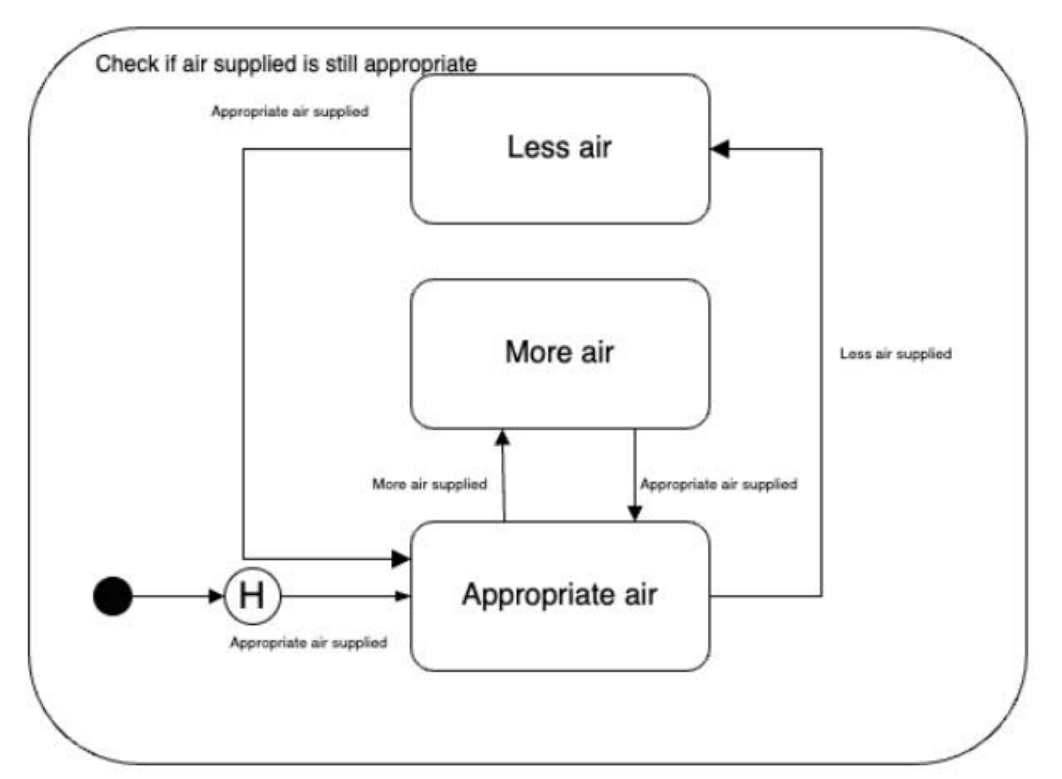 Check if air supplied is still appropriate
Appropriate air supplied
Less air
More air
Less air supplied
More air supplied
Appropriate air supplied
H
Appropriate air
Appropriate air supplied